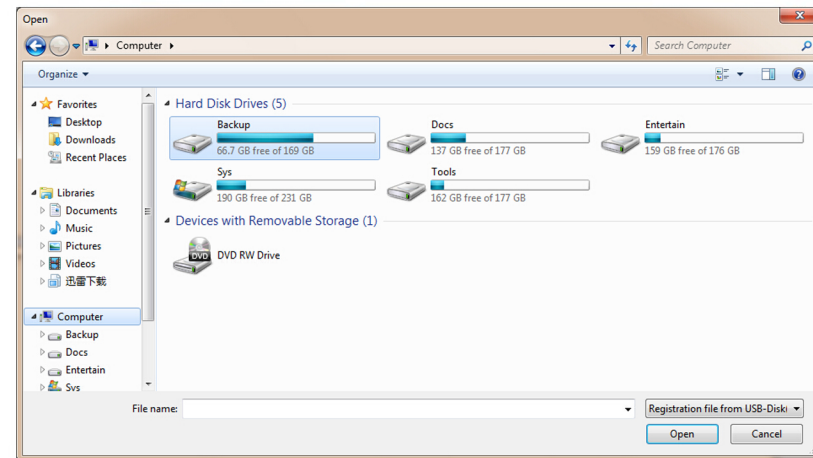 Open
Computer
Search Computer
Organize
Favorites
Desktop
Downloads
Recent Places
Libraries
Documents
Music
Pictures
Videos
迅雷下载
Computer
Backup
Docs
Entertain
Sys
Hard Disk Drives (5)
Backup
66.7 GB free of 169 GB
Docs
137 GB free of 177 GB
Entertain
159 GB free of 176 GB
Sys
190 GB free of 231 GB
Tools
162 GB free of 177 GB
Devices with Removable Storage (1)
DVD
DVD RW Drive
File name:
Registration file from USB-Disk
Open
Cancel